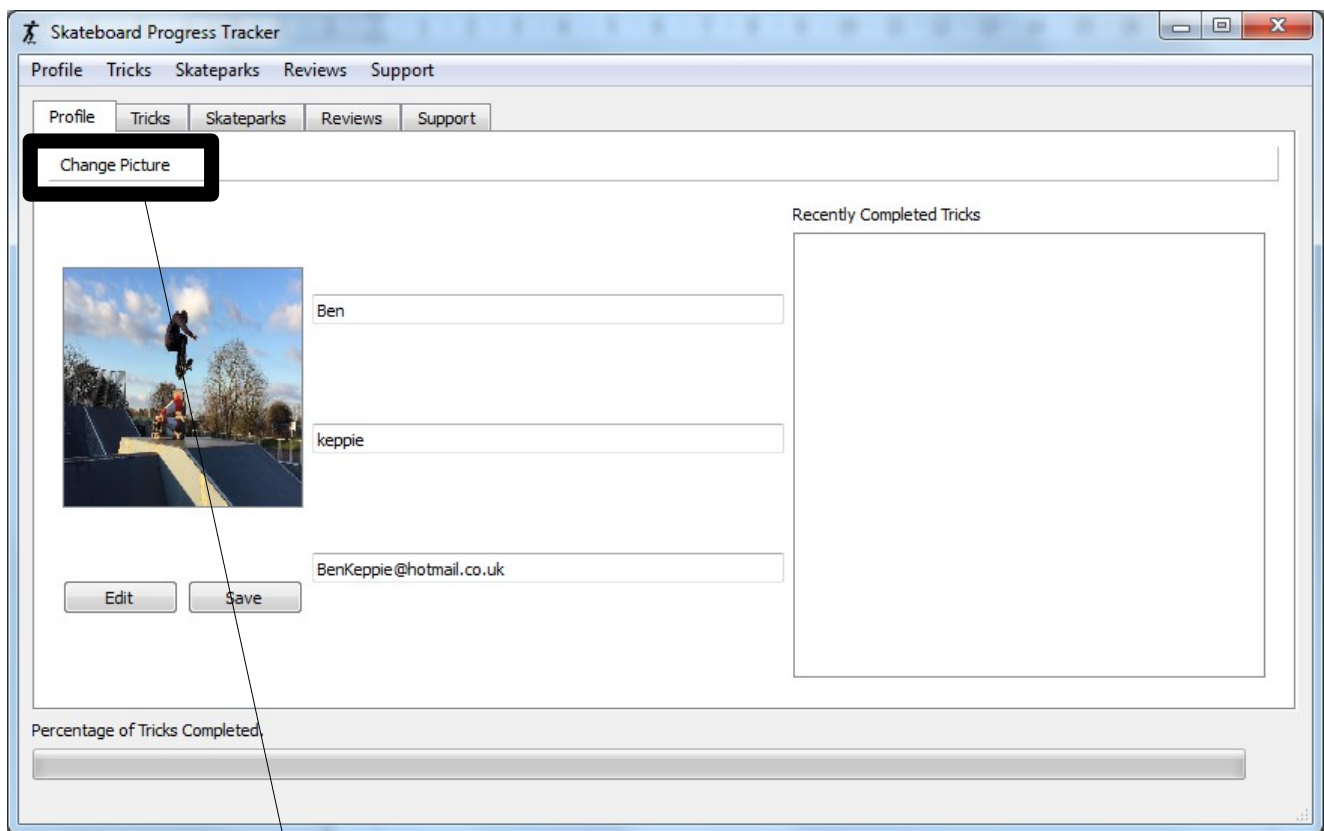 Skateboard Progress Tracker
Profile Tricks Skateparks Reviews Support
Profile Tricks Skateparks Reviews Support
Change Picture
Recently Completed Tricks
Ben
keppie
BenKeppie@hotmail.co.uk
Edit Save
Percentage of Tricks Completed.